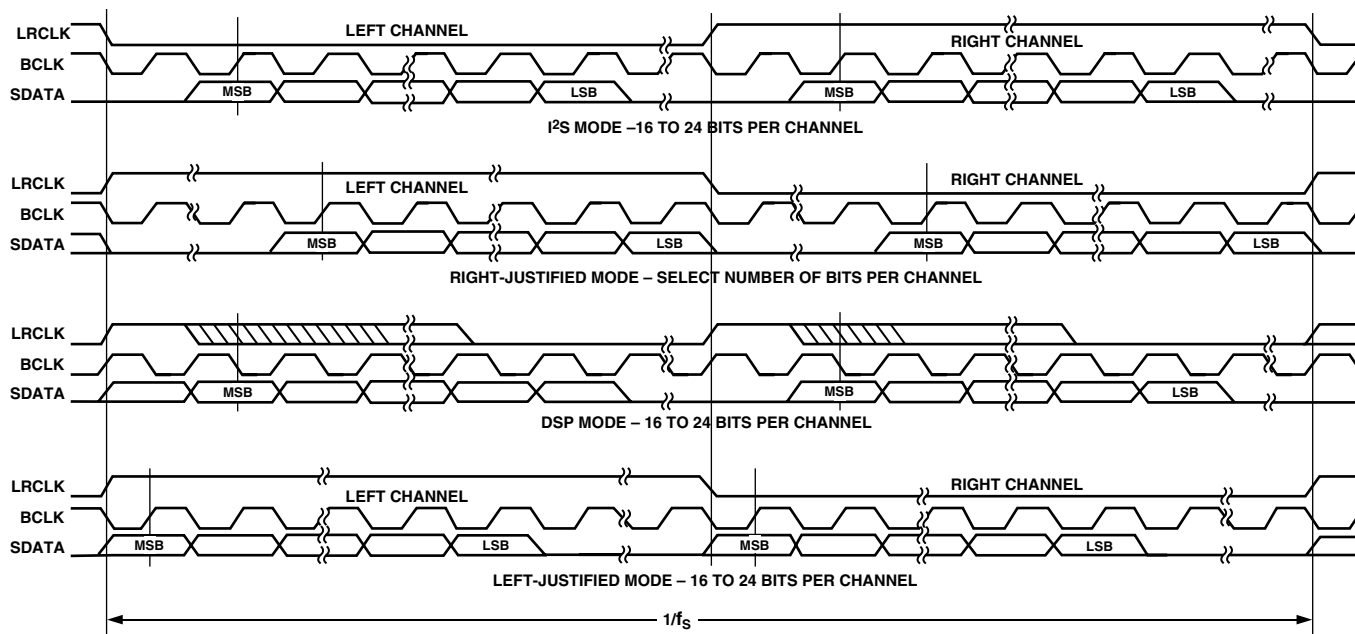 LRCLK LEFT CHANNEL RIGHT CHANNEL
BCLK
SDATA MSB LSB MSB LSB
I²S MODE –16 TO 24 BITS PER CHANNEL
LRCLK LEFT CHANNEL RIGHT CHANNEL
BCLK
SDATA MSB LSB MSB LSB
RIGHT-JUSTIFIED MODE – SELECT NUMBER OF BITS PER CHANNEL
LRCLK
BCLK
SDATA MSB MSB LSB
DSP MODE – 16 TO 24 BITS PER CHANNEL
LRCLK LEFT CHANNEL RIGHT CHANNEL
BCLK
SDATA MSB LSB MSB LSB
LEFT-JUSTIFIED MODE – 16 TO 24 BITS PER CHANNEL
1/fS